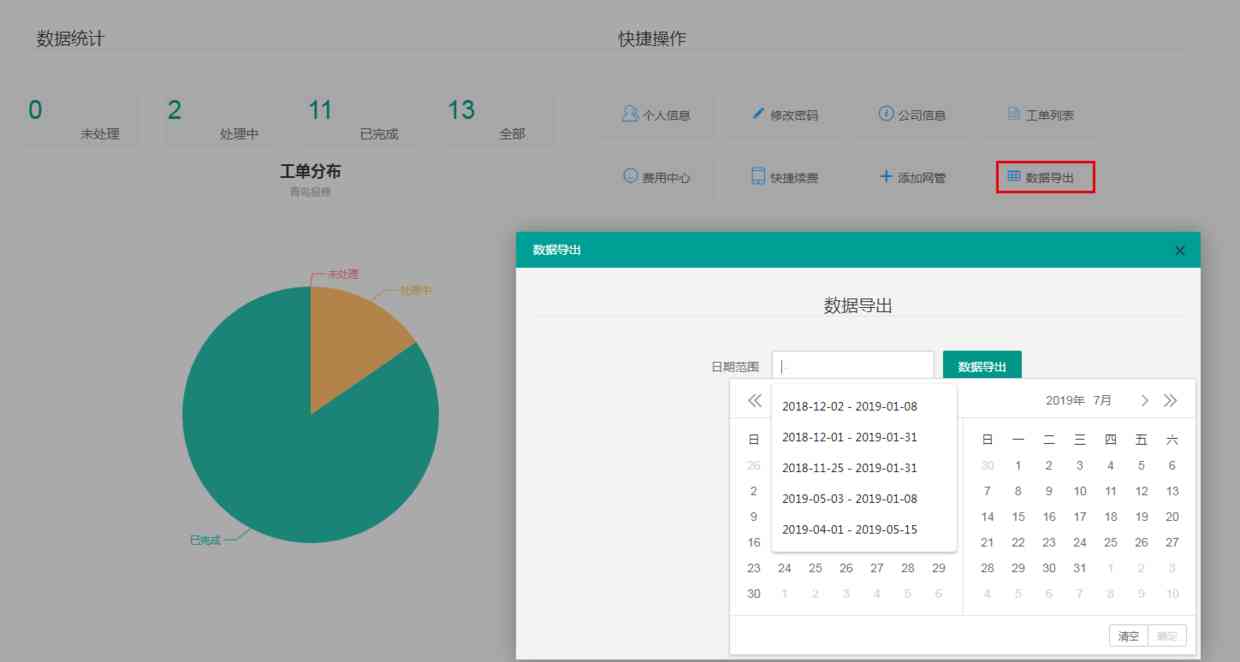 数据统计
快捷操作
0
未处理
2
处理中
11
已完成
13
全部
个人信息
修改密码
公司信息
工单列表
费用中心
快捷续费
添加网管
数据导出
工单分布
青鸟报修
未处理
处理中
已完成
数据导出
数据导出
日期范围
数据导出
2018-12-02 - 2019-01-08
2018-12-01 - 2019-01-31
2018-11-25 - 2019-01-31
2019-05-03 - 2019-01-08
2019-04-01 - 2019-05-15
日
26
2
9
16
23 24 25 26 27 28 29
30 1 2 3 4 5 6
2019年 7月
日 一 二 三 四 五 六
30 1 2 3 4 5 6
7 8 9 10 11 12 13
14 15 16 17 18 19 20
21 22 23 24 25 26 27
28 29 30 31 1 2 3
4 5 6 7 8 9 10
清空
确定